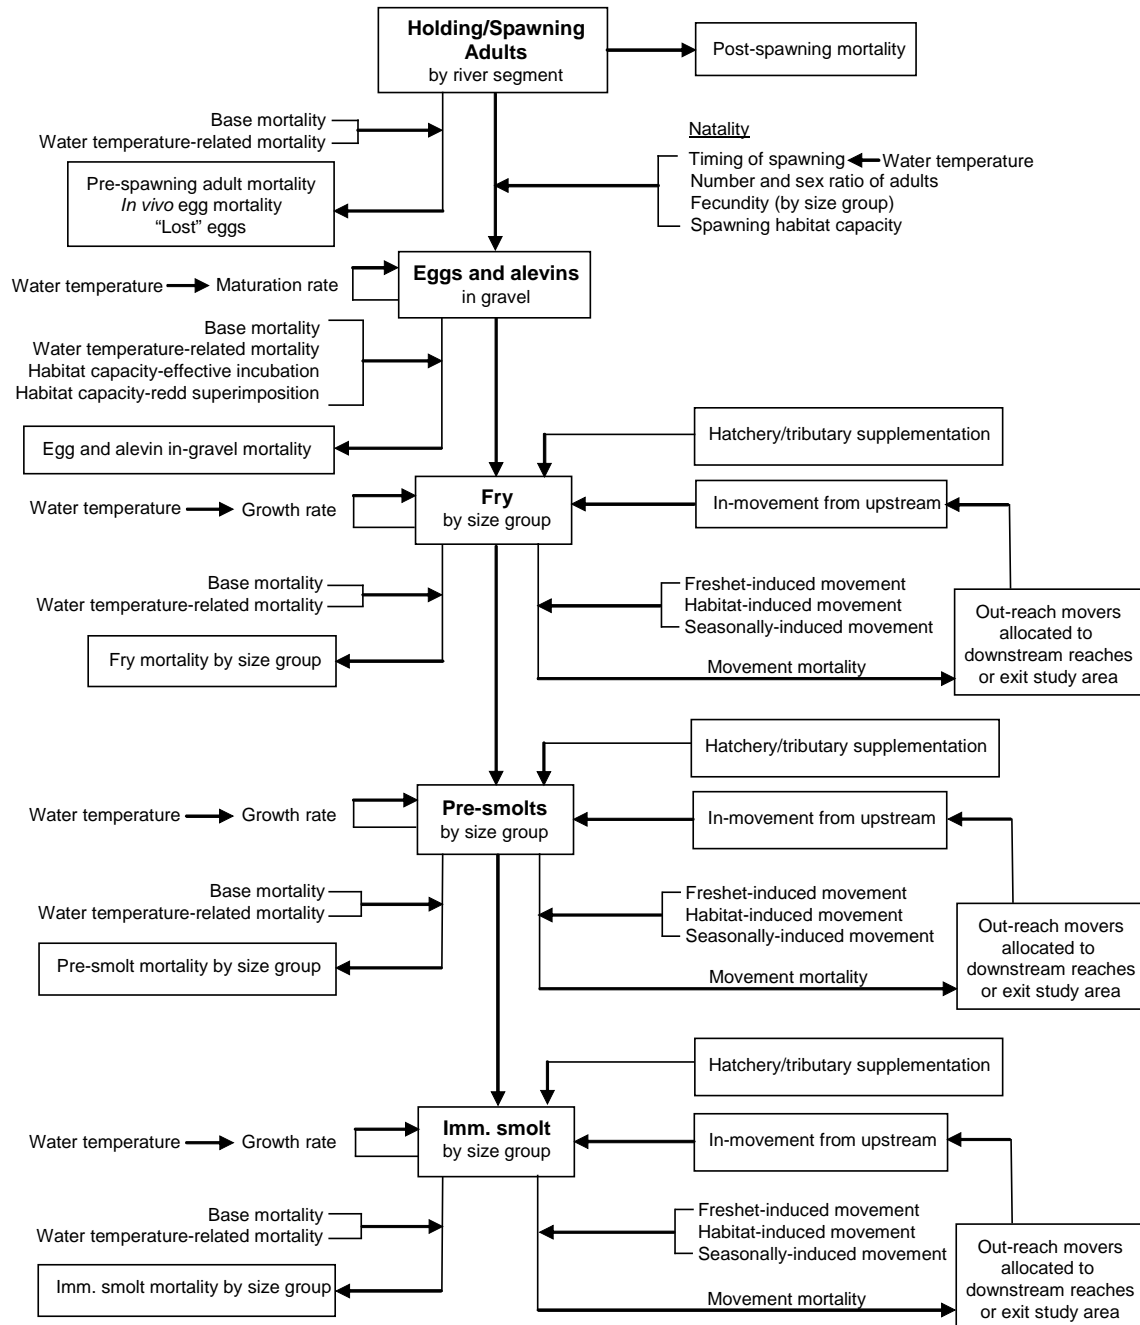 Holding/Spawning
Adults
by river segment
Post-spawning mortality
Base mortality
Water temperature-related mortality
Natality
Timing of spawning
Water temperature
Number and sex ratio of adults
Fecundity (by size group)
Spawning habitat capacity
Pre-spawning adult mortality
In vivo egg mortality
“Lost” eggs
Eggs and alevins
in gravel
Water temperature
Maturation rate
Base mortality
Water temperature-related mortality
Habitat capacity-effective incubation
Habitat capacity-redd superimposition
Egg and alevin in-gravel mortality
Hatchery/tributary supplementation
Fry
by size group
In-movement from upstream
Water temperature
Growth rate
Base mortality
Water temperature-related mortality
Freshet-induced movement
Habitat-induced movement
Seasonally-induced movement
Out-reach movers
allocated to
downstream reaches
or exit study area
Fry mortality by size group
Movement mortality
Hatchery/tributary supplementation
Pre-smolts
by size group
In-movement from upstream
Water temperature
Growth rate
Base mortality
Water temperature-related mortality
Freshet-induced movement
Habitat-induced movement
Seasonally-induced movement
Out-reach movers
allocated to
downstream reaches
or exit study area
Pre-smolt mortality by size group
Movement mortality
Hatchery/tributary supplementation
Imm. smolt
by size group
In-movement from upstream
Water temperature
Growth rate
Base mortality
Water temperature-related mortality
Freshet-induced movement
Habitat-induced movement
Seasonally-induced movement
Out-reach movers
allocated to
downstream reaches
or exit study area
Imm. smolt mortality by size group
Movement mortality